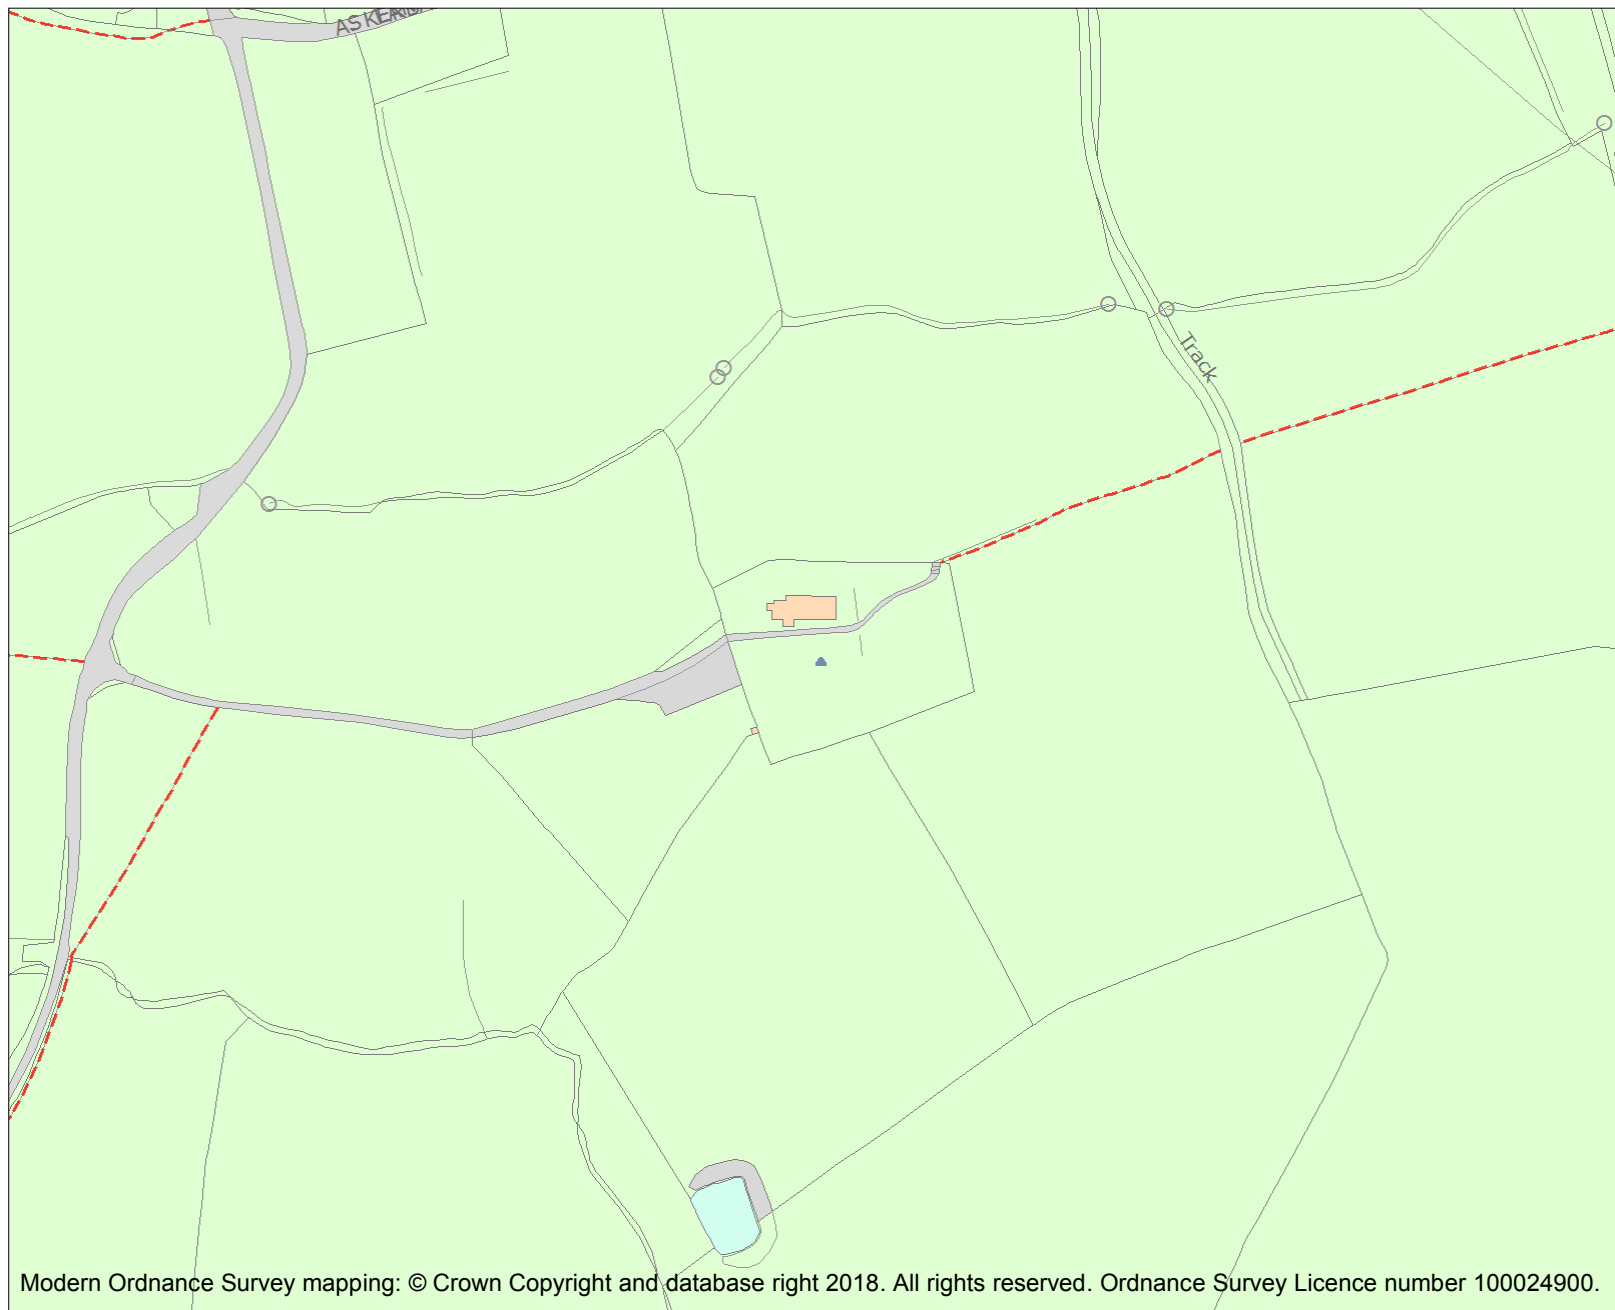 Track
Modern Ordnance Survey mapping: © Crown Copyright and database right 2018. All rights reserved. Ordnance Survey Licence number 100024900.